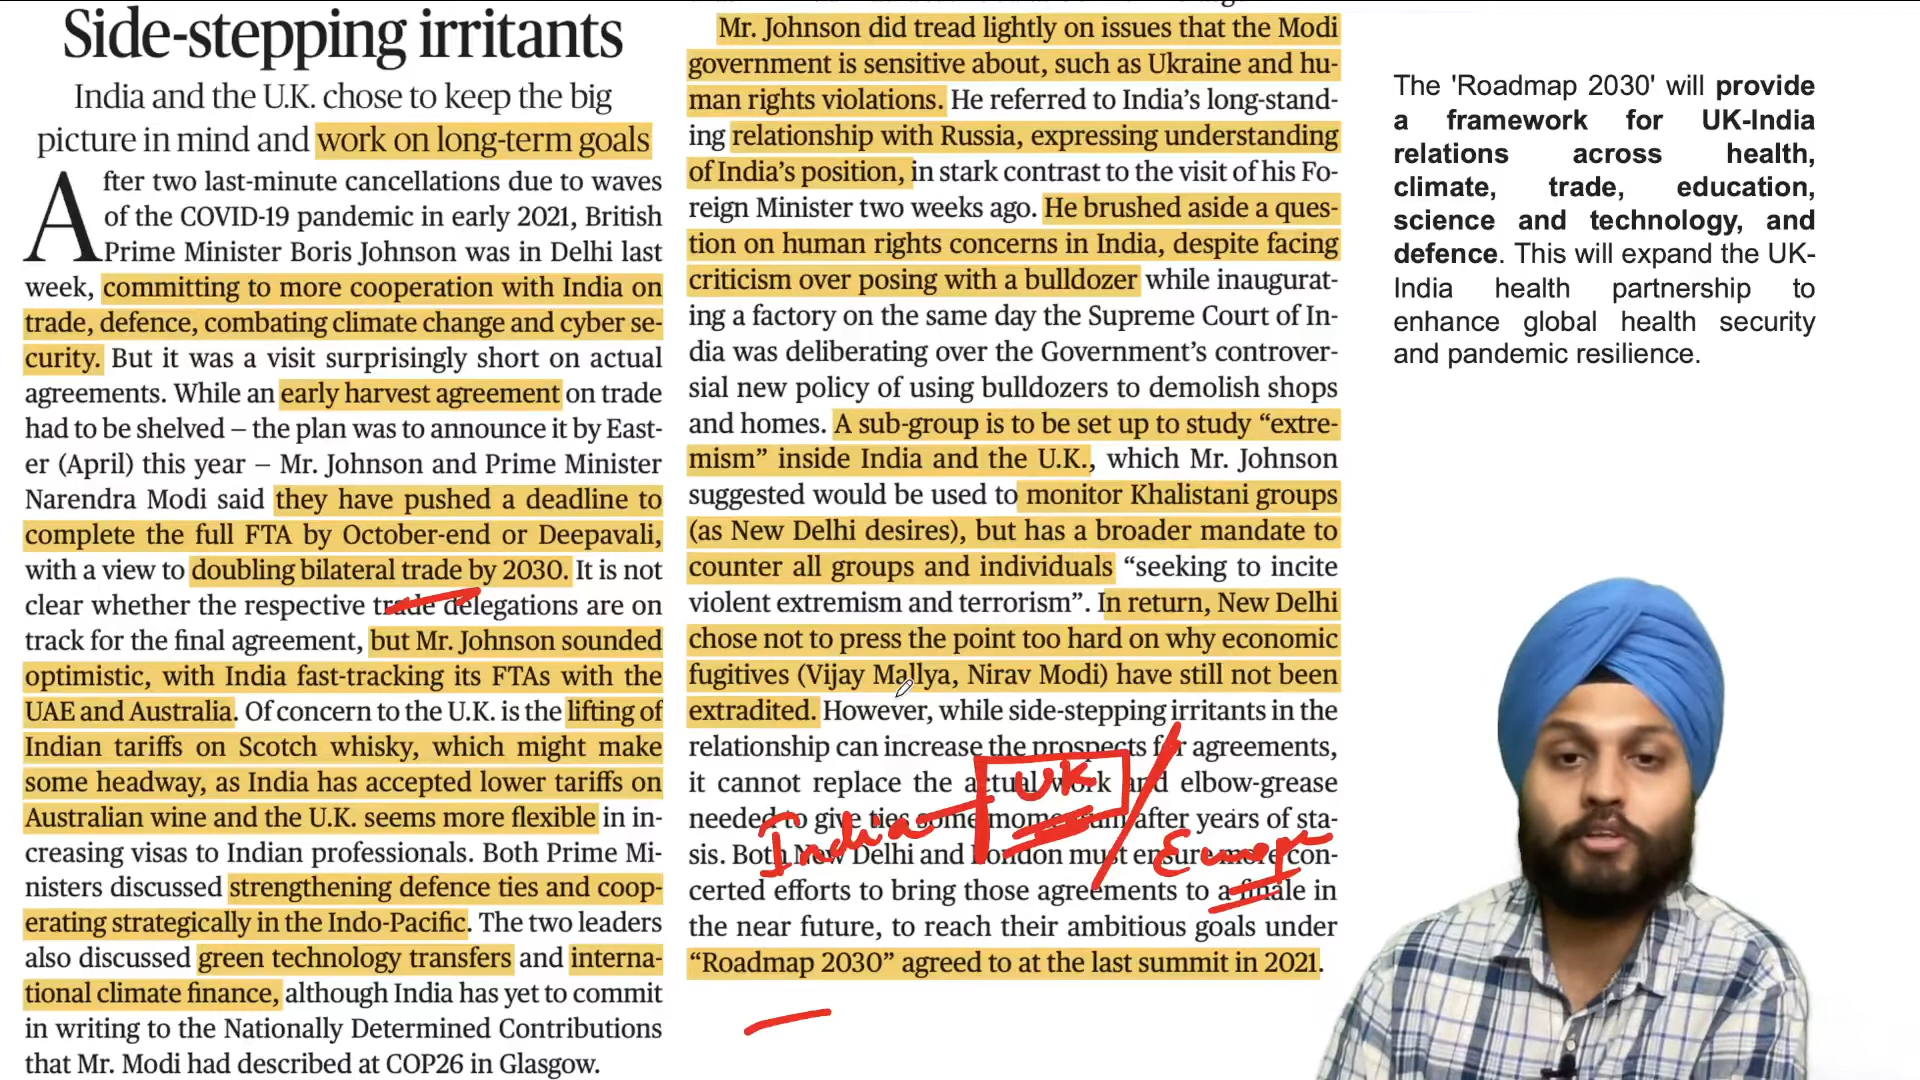 Side-stepping irritants
India and the U.K. chose to keep the big
picture in mind and work on long-term goals
After two last-minute cancellations due to waves
of the COVID-19 pandemic in early 2021, British
Prime Minister Boris Johnson was in Delhi last
week, committing to more cooperation with India on
trade, defence, combating climate change and cyber se-
curity. But it was a visit surprisingly short on actual
agreements. While an early harvest agreement on trade
had to be shelved – the plan was to announce it by East-
er (April) this year – Mr. Johnson and Prime Minister
Narendra Modi said they have pushed a deadline to
complete the full FTA by October-end or Deepavali,
with a view to doubling bilateral trade by 2030. It is not
clear whether the respective trade delegations are on
track for the final agreement, but Mr. Johnson sounded
optimistic, with India fast-tracking its FTAs with the
UAE and Australia. Of concern to the U.K. is the lifting of
Indian tariffs on Scotch whisky, which might make
some headway, as India has accepted lower tariffs on
Australian wine and the U.K. seems more flexible in in-
creasing visas to Indian professionals. Both Prime Mi-
nisters discussed strengthening defence ties and coop-
erating strategically in the Indo-Pacific. The two leaders
also discussed green technology transfers and interna-
tional climate finance, although India has yet to commit
in writing to the Nationally Determined Contributions
that Mr. Modi had described at COP26 in Glasgow.
Mr. Johnson did tread lightly on issues that the Modi
government is sensitive about, such as Ukraine and hu-
man rights violations. He referred to India's long-stand-
ing relationship with Russia, expressing understanding
of India's position, in stark contrast to the visit of his Fo-
reign Minister two weeks ago. He brushed aside a ques-
tion on human rights concerns in India, despite facing
criticism over posing with a bulldozer while inaugurat-
ing a factory on the same day the Supreme Court of In-
dia was deliberating over the Government's controver-
sial new policy of using bulldozers to demolish shops
and homes. A sub-group is to be set up to study “extre-
mism” inside India and the U.K., which Mr. Johnson
suggested would be used to monitor Khalistani groups
(as New Delhi desires), but has a broader mandate to
counter all groups and individuals “seeking to incite
violent extremism and terrorism”. In return, New Delhi
chose not to press the point too hard on why economic
fugitives (Vijay Mallya, Nirav Modi) have still not been
extradited. However, while side-stepping irritants in the
relationship can increase the prospects for agreements,
it cannot replace the actual work and elbow-grease
needed to give ties some momentum after years of sta-
sis. Both New Delhi and London must ensure more con-
certed efforts to bring those agreements to a finale in
the near future, to reach their ambitious goals under
“Roadmap 2030” agreed to at the last summit in 2021.
UK
India
Europe
The 'Roadmap 2030' will provide
a framework for UK-India
relations across health,
climate, trade, education,
science and technology, and
defence. This will expand the UK-
India health partnership to
enhance global health security
and pandemic resilience.